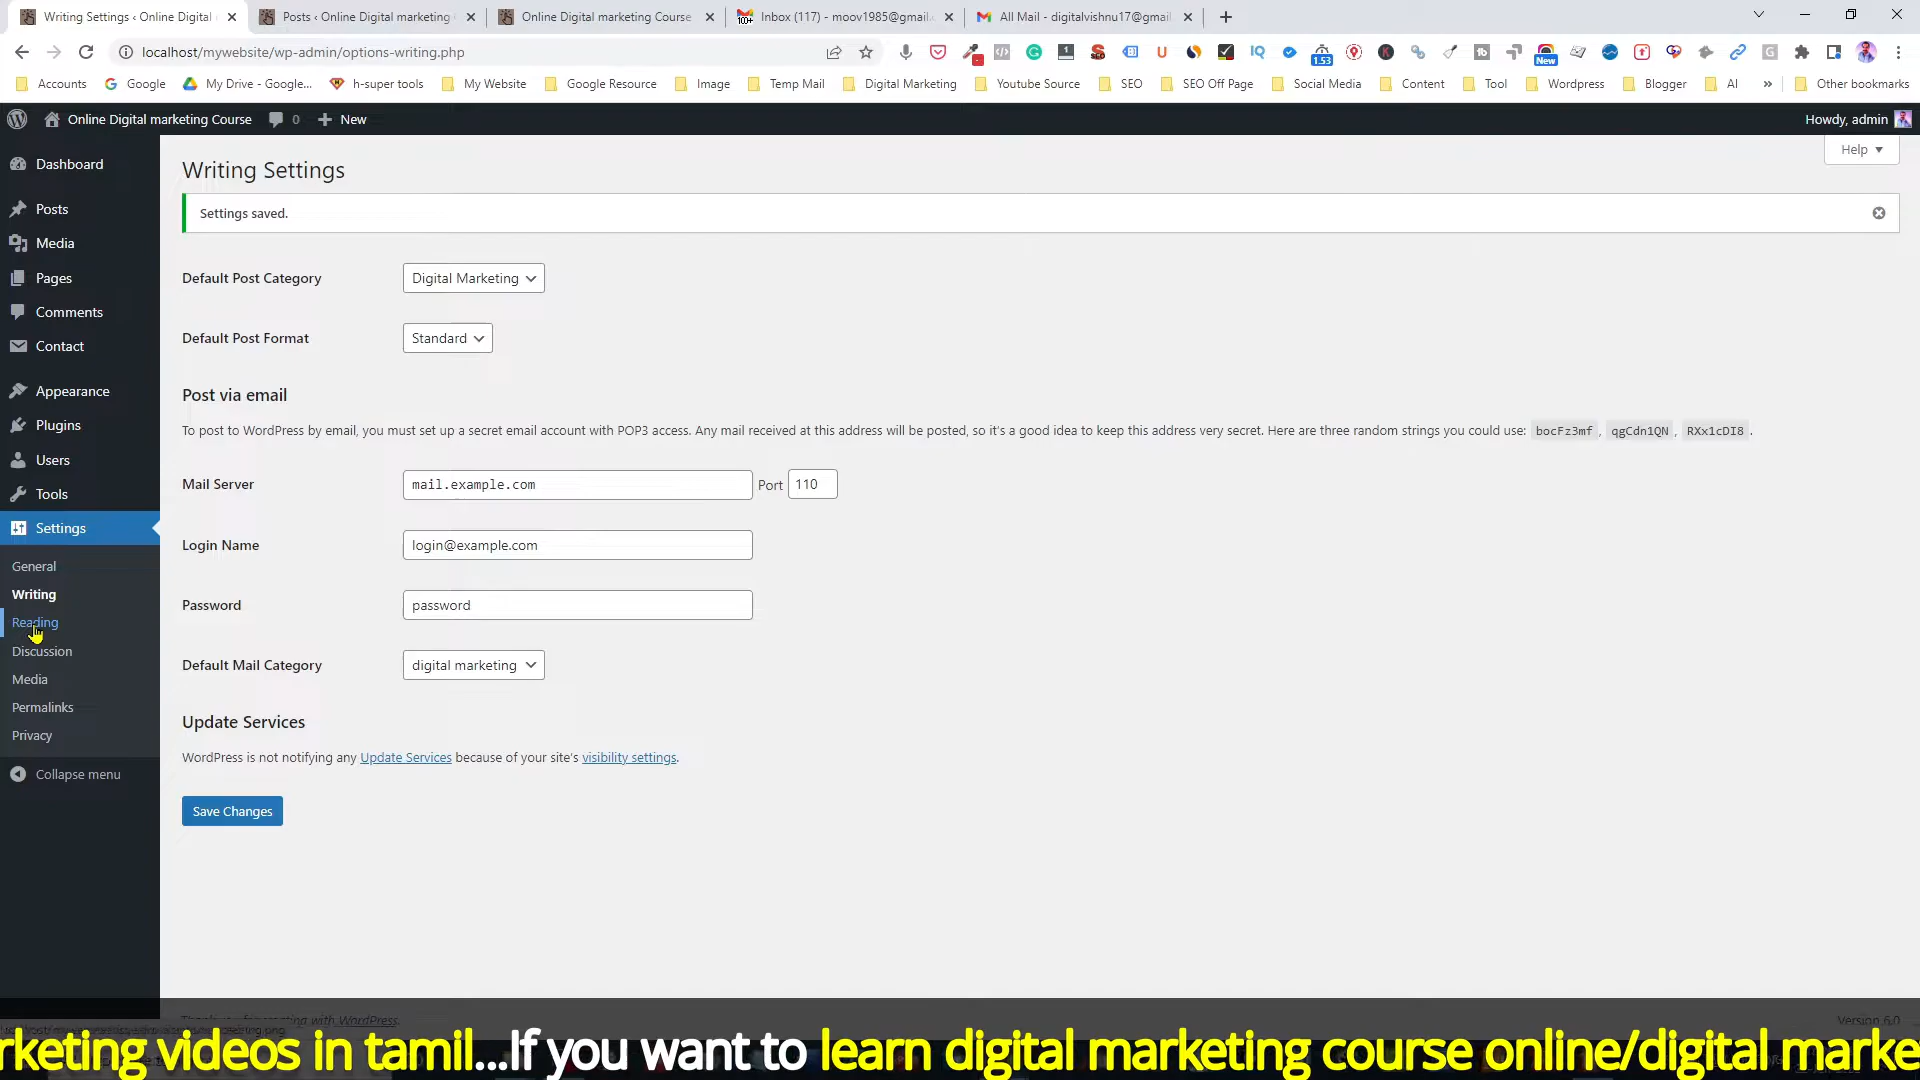 Writing Settings ‹ Online Digital
Posts ‹ Online Digital marketing
Online Digital marketing Course
Inbox (117) - moov1985@gmail.
All Mail - digitalvishnu17@gmail
localhost/mywebsite/wp-admin/options-writing.php
Accounts
Google
My Drive - Google...
h-super tools
My Website
Google Resource
Image
Temp Mail
Digital Marketing
Youtube Source
SEO
SEO Off Page
Social Media
Content
Tool
Wordpress
Blogger
AI
»
Other bookmarks
Online Digital marketing Course
0
New
Howdy, admin
Dashboard
Posts
Media
Pages
Comments
Contact
Appearance
Plugins
Users
Tools
Settings
General
Writing
Reading
Discussion
Media
Permalinks
Privacy
Collapse menu
Help
Writing Settings
Settings saved.
Default Post Category
Digital Marketing
Default Post Format
Standard
Post via email
To post to WordPress by email, you must set up a secret email account with POP3 access. Any mail received at this address will be posted, so it's a good idea to keep this address very secret. Here are three random strings you could use: bocFz3mf , qgCdn1QN , RXx1cDI8 .
Mail Server
mail.example.com
Port
110
Login Name
login@example.com
Password
password
Default Mail Category
digital marketing
Update Services
WordPress is not notifying any Update Services because of your site's visibility settings.
Save Changes
with WordPress.
Version 6.0
rketing videos in tamil...If you want to learn digital marketing course online/digital marke